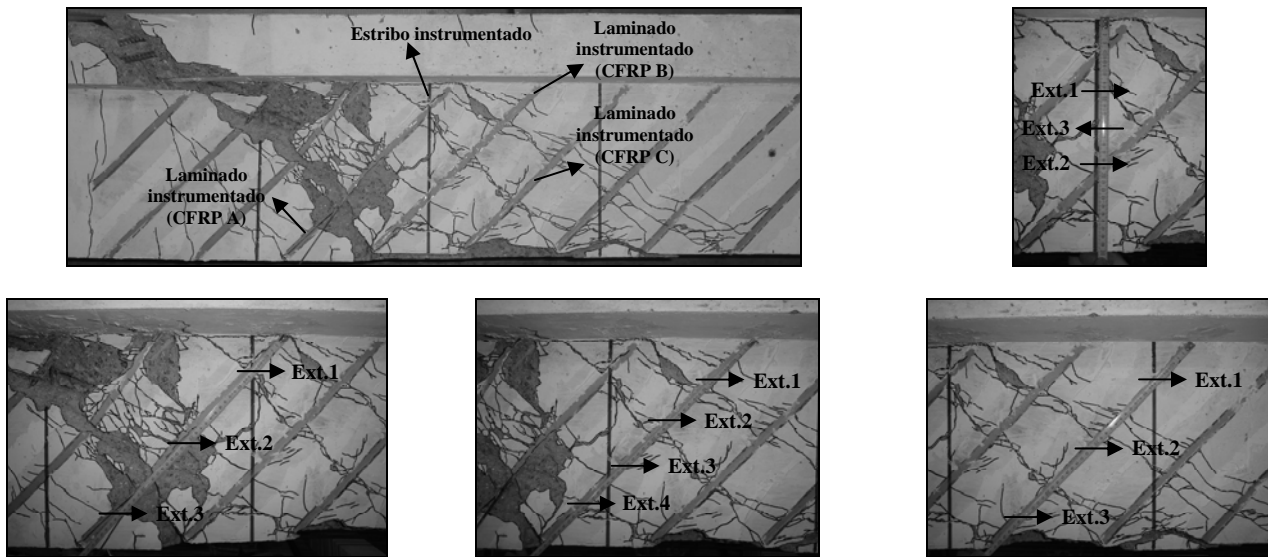 Estribo instrumentado
Laminado
instrumentado
(CFRP B)
Laminado
instrumentado
(CFRP C)
Laminado
instrumentado
(CFRP A)
Ext.1
Ext.3
Ext.2
Ext.1
Ext.2
Ext.3
Ext.1
Ext.2
Ext.3
Ext.4
Ext.1
Ext.2
Ext.3